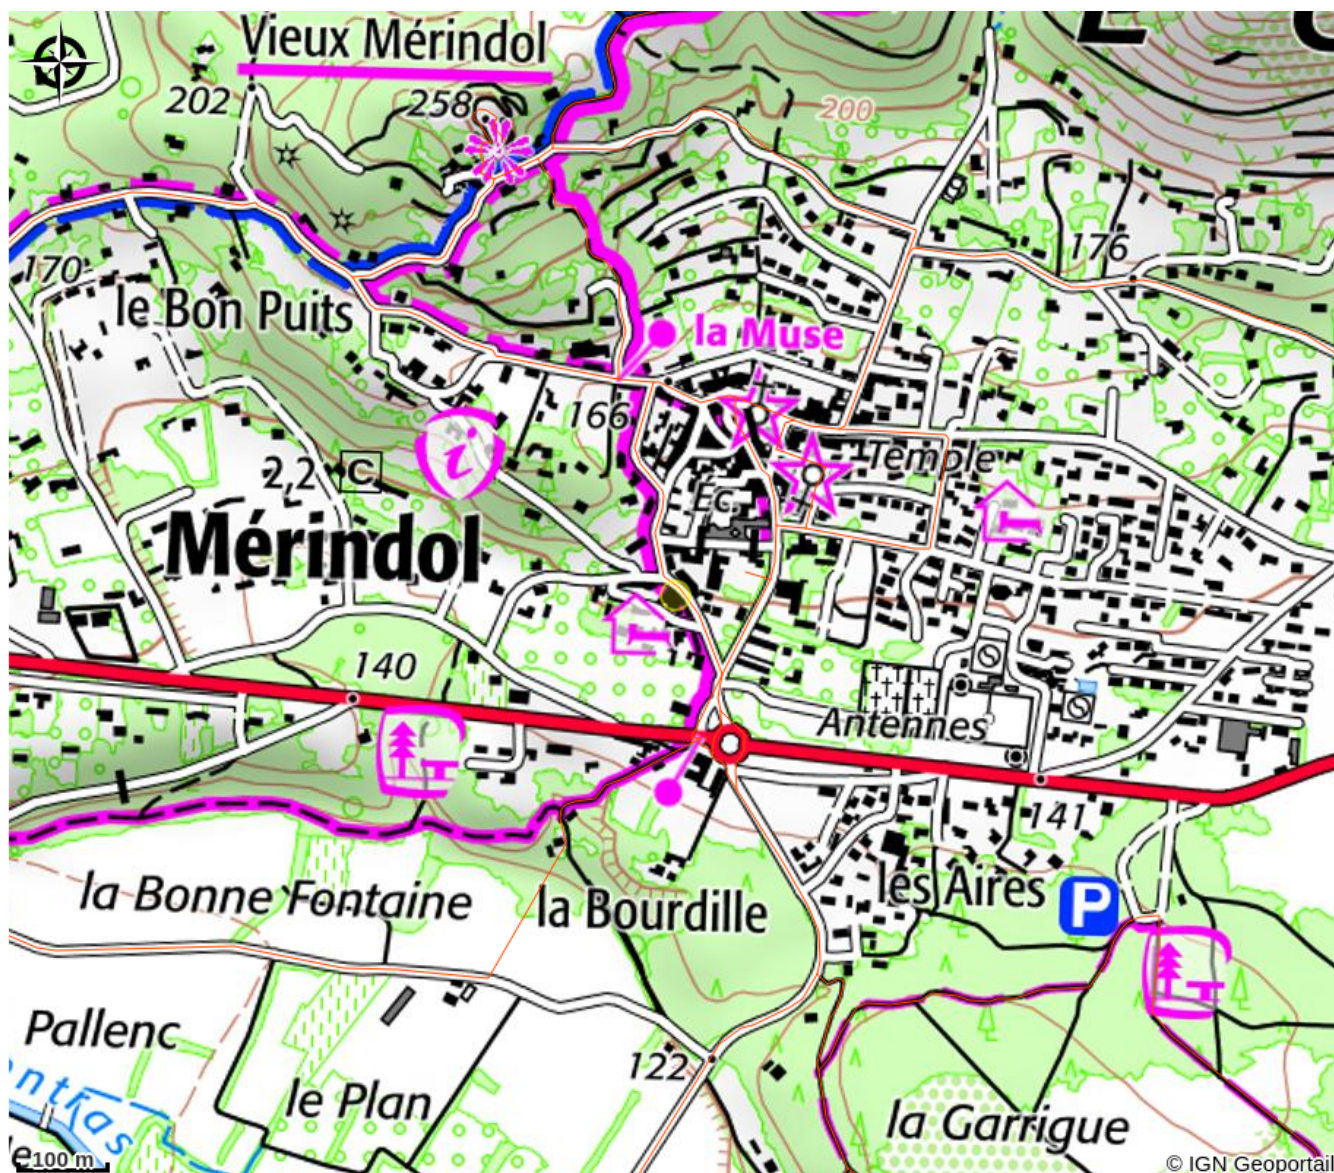 Vieux Mérindol
202
258
200
170
176
le Bon Puits
la Muse
166
Temple
2,2 C
i
Éc.
Mérindol
140
Antennes
141
la Bonne Fontaine
les Aires
P
la Bourdille
Pallenc
122
le Plan
la Garrigue
100 m
© IGN Geoportail